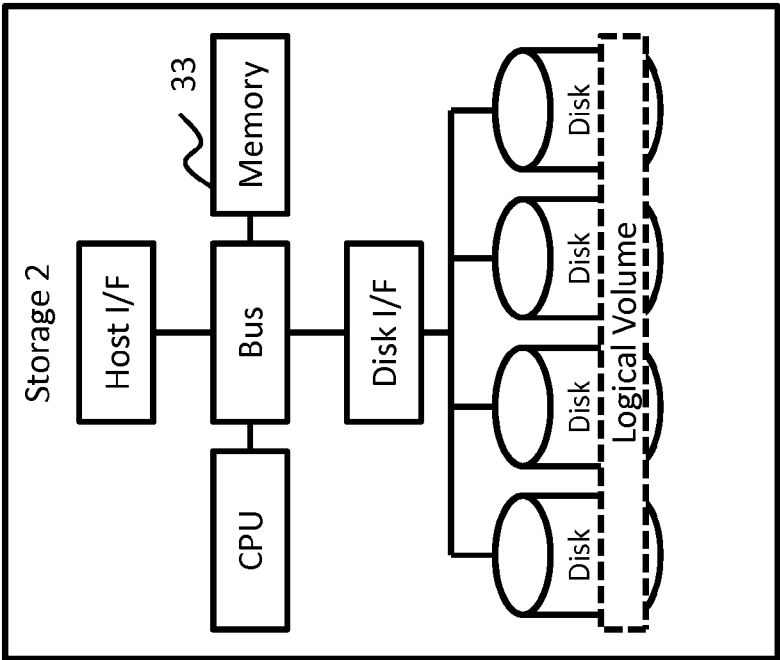 Storage 2
Host I/F
33
CPU
Bus
Memory
Disk I/F
Disk
Disk
Disk
Disk
Logical Volume